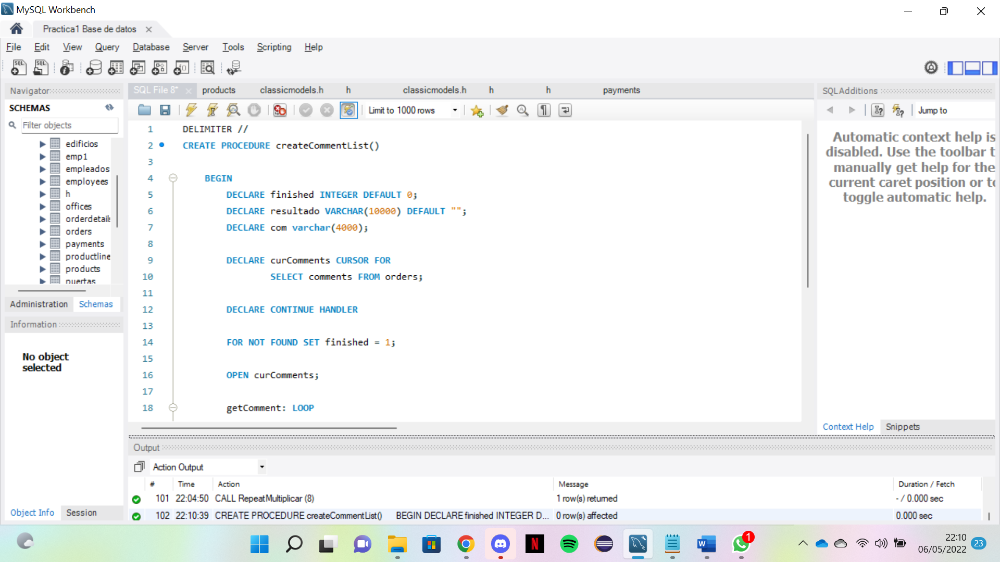 MySQL Workbench
Practica1 Base de datos
File Edit View Query Database Server Tools Scripting Help
Navigator
SCHEMAS
Filter objects
edificios
emp1
empleados
employees
h
offices
orderdetails
orders
payments
productline
products
puertas
Administration Schemas
Information
No object
selected
Object Info Session
SQL File 8* products classicmodels.h h classicmodels.h h h payments
Limit to 1000 rows
1 DELIMITER //
2 CREATE PROCEDURE createCommentList()
3
4 BEGIN
5 DECLARE finished INTEGER DEFAULT 0;
6 DECLARE resultado VARCHAR(10000) DEFAULT "";
7 DECLARE com varchar(4000);
8
9 DECLARE curComments CURSOR FOR
10 SELECT comments FROM orders;
11
12 DECLARE CONTINUE HANDLER
13
14 FOR NOT FOUND SET finished = 1;
15
16 OPEN curComments;
17
18 getComment: LOOP
SQLAdditions
Jump to
Automatic context help is
disabled. Use the toolbar t
manually get help for the
current caret position or to
toggle automatic help.
Context Help Snippets
Output
Action Output
# Time Action Message Duration / Fetch
101 22:04:50 CALL RepeatMultiplicar (8) 1 row(s) returned - / 0.000 sec
102 22:10:39 CREATE PROCEDURE createCommentList() BEGIN DECLARE finished INTEGER D... 0 row(s) affected 0.000 sec
1
22:10
06/05/2022
23